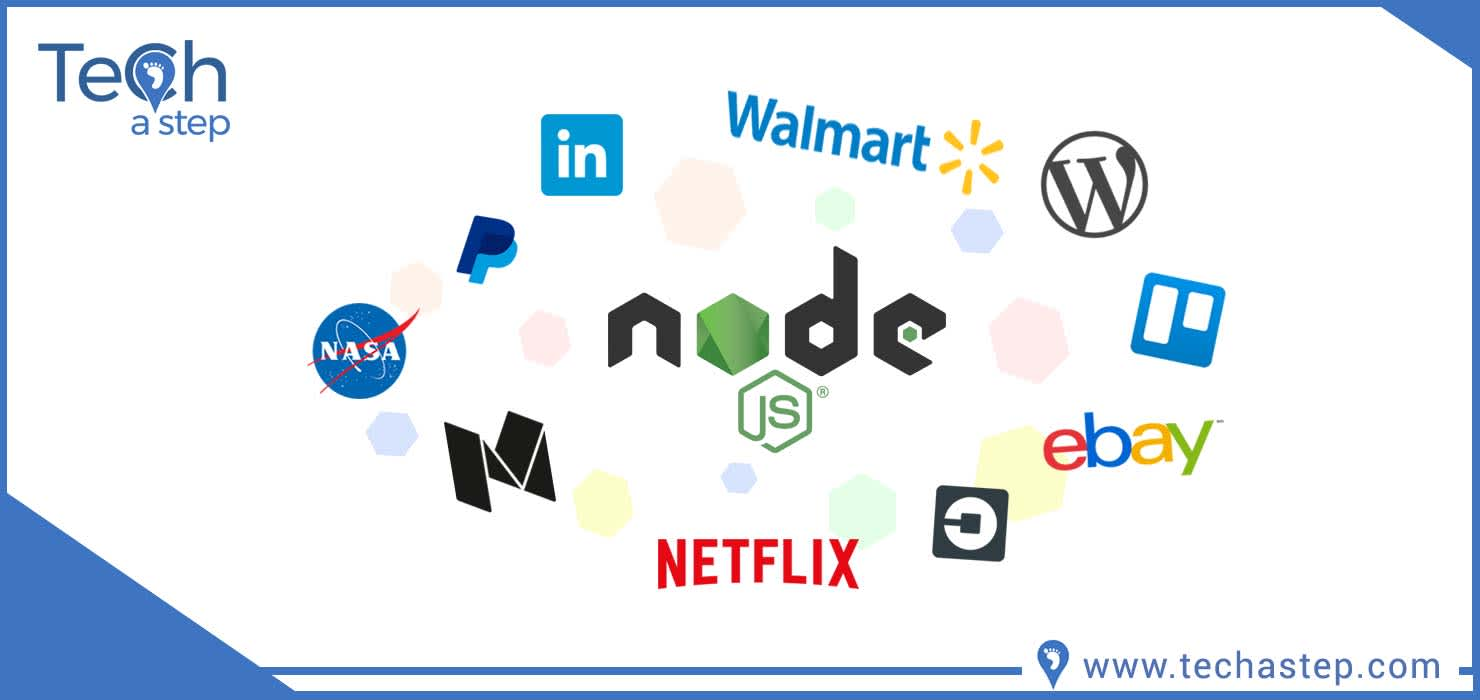 TeCh
a step
in
Walmart
W
P
NASA
node
JS®
M
ebay
NETFLIX
www.techastep.com